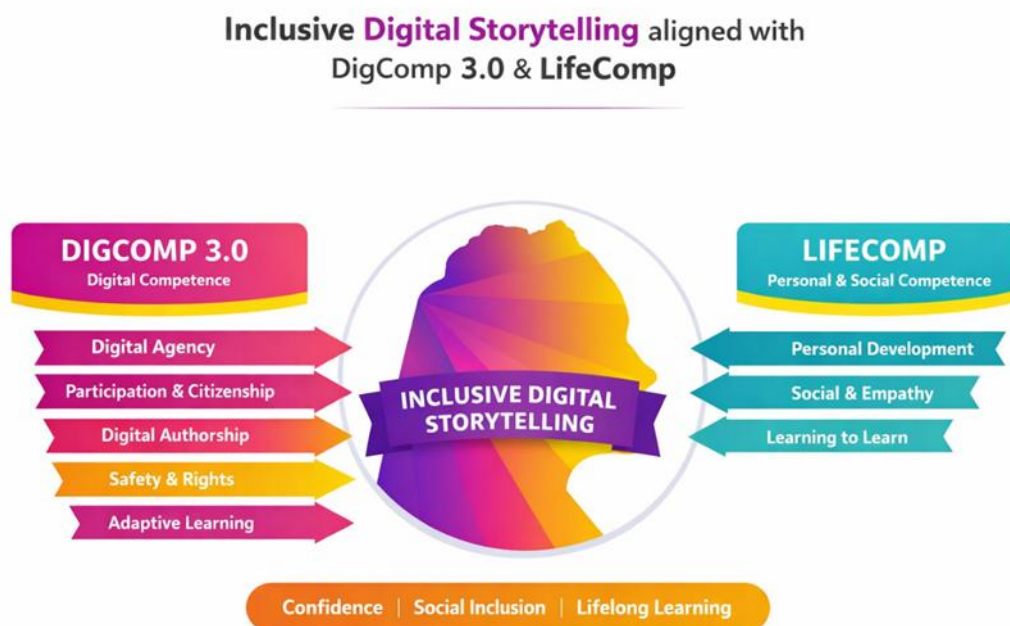 Inclusive Digital Storytelling aligned with
DigComp 3.0 & LifeComp
DIGCOMP 3.0
Digital Competence
Digital Agency
Participation & Citizenship
Digital Authorship
Safety & Rights
Adaptive Learning
INCLUSIVE DIGITAL
STORYTELLING
LIFECOMP
Personal & Social Competence
Personal Development
Social & Empathy
Learning to Learn
Confidence | Social Inclusion | Lifelong Learning